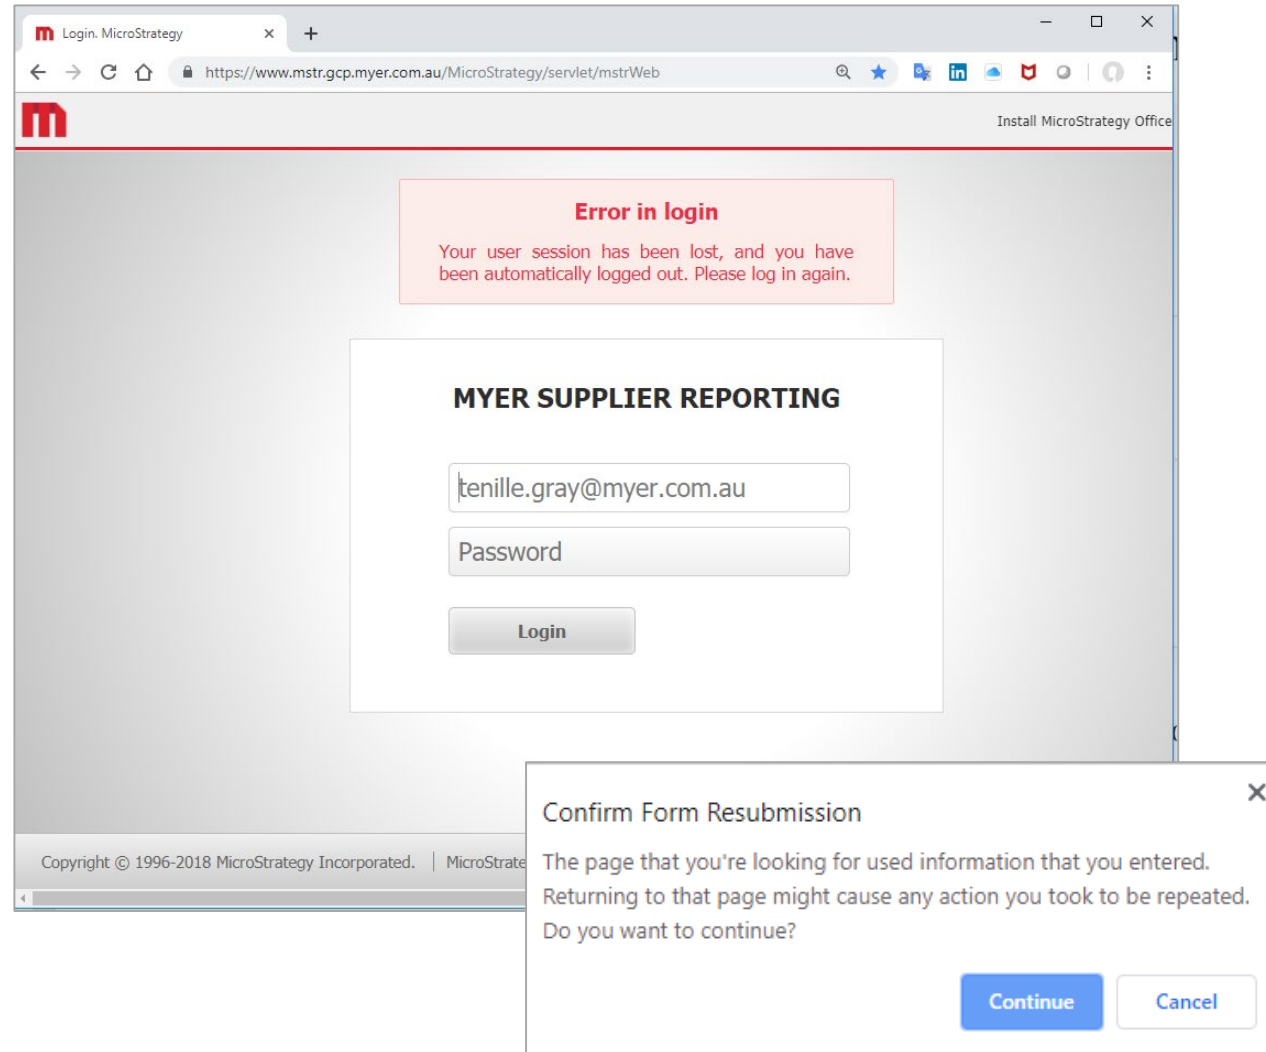 Login. MicroStrategy
https://www.mstr.gcp.myer.com.au/MicroStrategy/servlet/mstrWeb
Install MicroStrategy Office
Error in login
Your user session has been lost, and you have
been automatically logged out. Please log in again.
MYER SUPPLIER REPORTING
tenille.gray@myer.com.au
Password
Login
Copyright © 1996-2018 MicroStrategy Incorporated. | MicroStrate
Confirm Form Resubmission
The page that you're looking for used information that you entered.
Returning to that page might cause any action you took to be repeated.
Do you want to continue?
Continue Cancel